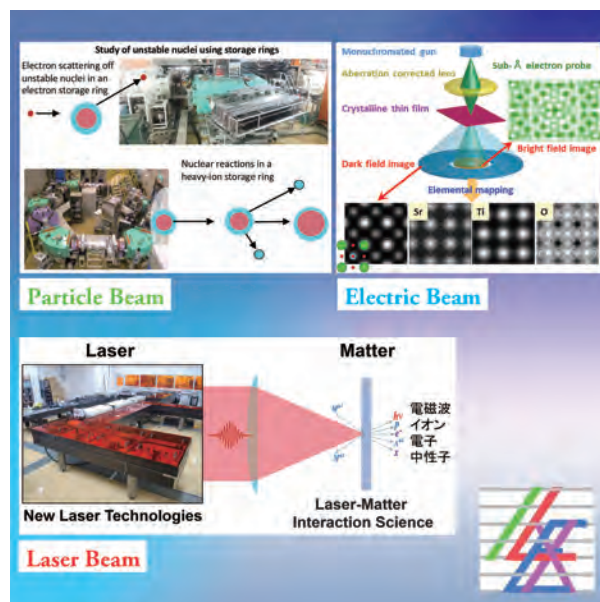 Study of unstable nuclei using storage rings
Electron scattering off
unstable nuclei in an
electron storage ring
Nuclear reactions in a
heavy-ion storage ring
Particle Beam
Monochromated gun
Aberration corrected lens
Crystalline thin film
Sub-Å electron probe
Bright field image
Dark field image
Elemental mapping
Sr
Ti
O
Electric Beam
Laser
Matter
電磁波
イオン
電子
中性子
New Laser Technologies
Laser-Matter
Interaction Science
Laser Beam